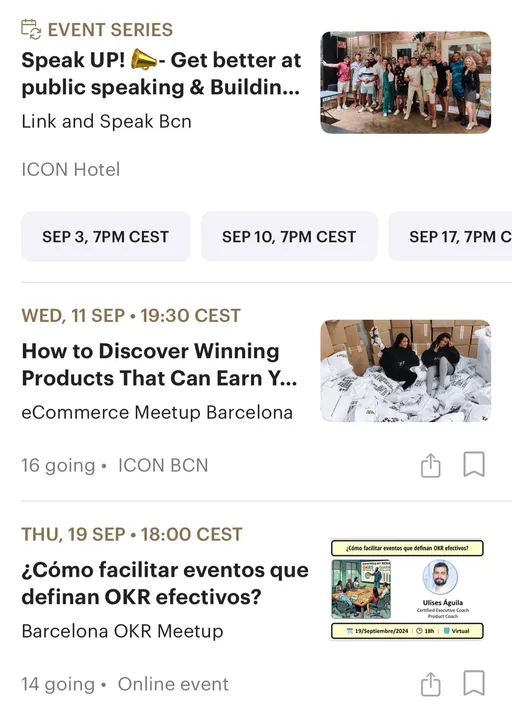 EVENT SERIES
Speak UP! 📣- Get better at
public speaking & Buildin...
Link and Speak Bcn
ICON Hotel
SEP 3, 7PM CEST
SEP 10, 7PM CEST
SEP 17, 7PM C
WED, 11 SEP • 19:30 CEST
How to Discover Winning
Products That Can Earn Y...
eCommerce Meetup Barcelona
16 going • ICON BCN
THU, 19 SEP • 18:00 CEST
¿Cómo facilitar eventos que
definan OKR efectivos?
Barcelona OKR Meetup
14 going • Online event
¿Cómo facilitar eventos que definan OKR efectivos?
Ulises Águila
Certified Executive Coach
Product Coach
19/Septiembre/2024 | 18h | Virtual